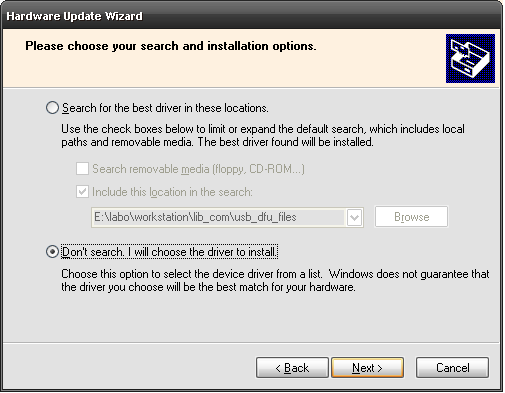 Hardware Update Wizard
Please choose your search and installation options.
Search for the best driver in these locations.
Use the check boxes below to limit or expand the default search, which includes local
paths and removable media. The best driver found will be installed.
Search removable media (floppy, CD-ROM...)
Include this location in the search:
E:\labo\workstation\lib_com\usb_dfu_files
Browse
Don't search. I will choose the driver to install.
Choose this option to select the device driver from a list. Windows does not guarantee that
the driver you choose will be the best match for your hardware.
< Back
Next >
Cancel